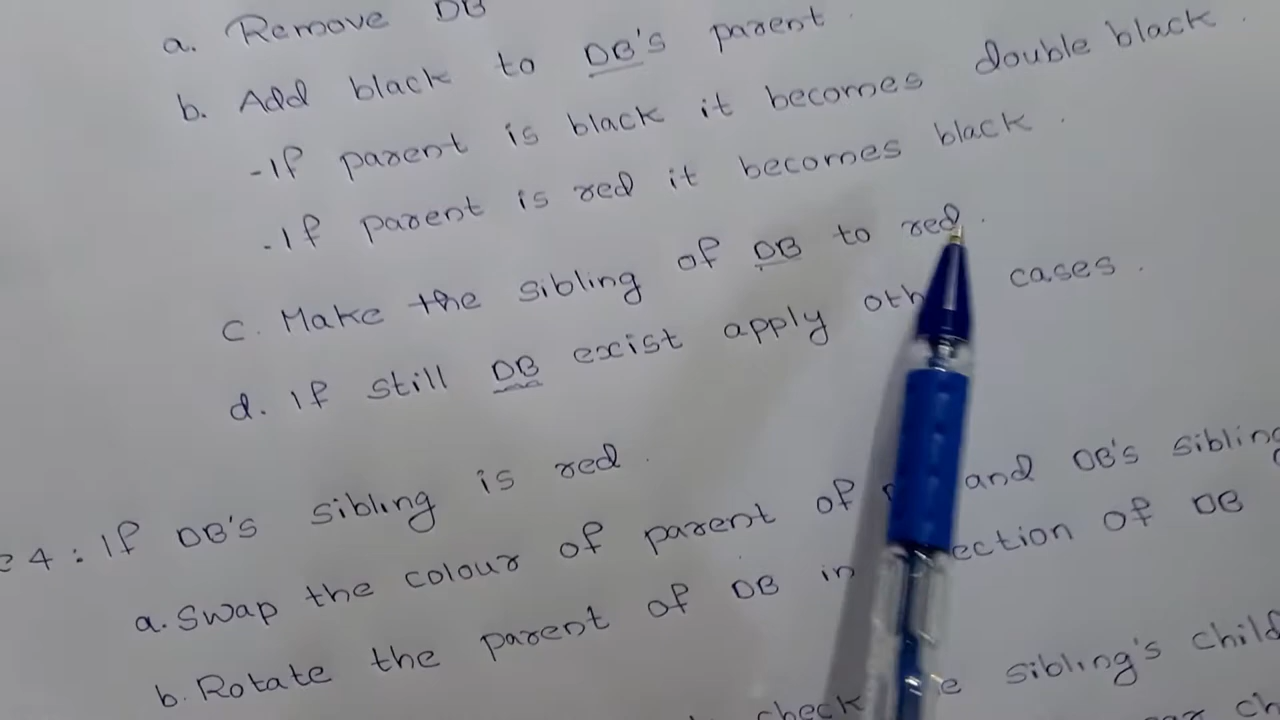 a. Remove DB
b. Add black to DB's parent.
-If parent is black it becomes double black.
-If parent is red it becomes black.
c. Make the sibling of DB to red.
d. If still DB exist apply cases.
4: If DB's sibling is red.
a. Swap the colour of parent of and DB's sibling
b. Rotate the parent of DB in of DB
check sibling's